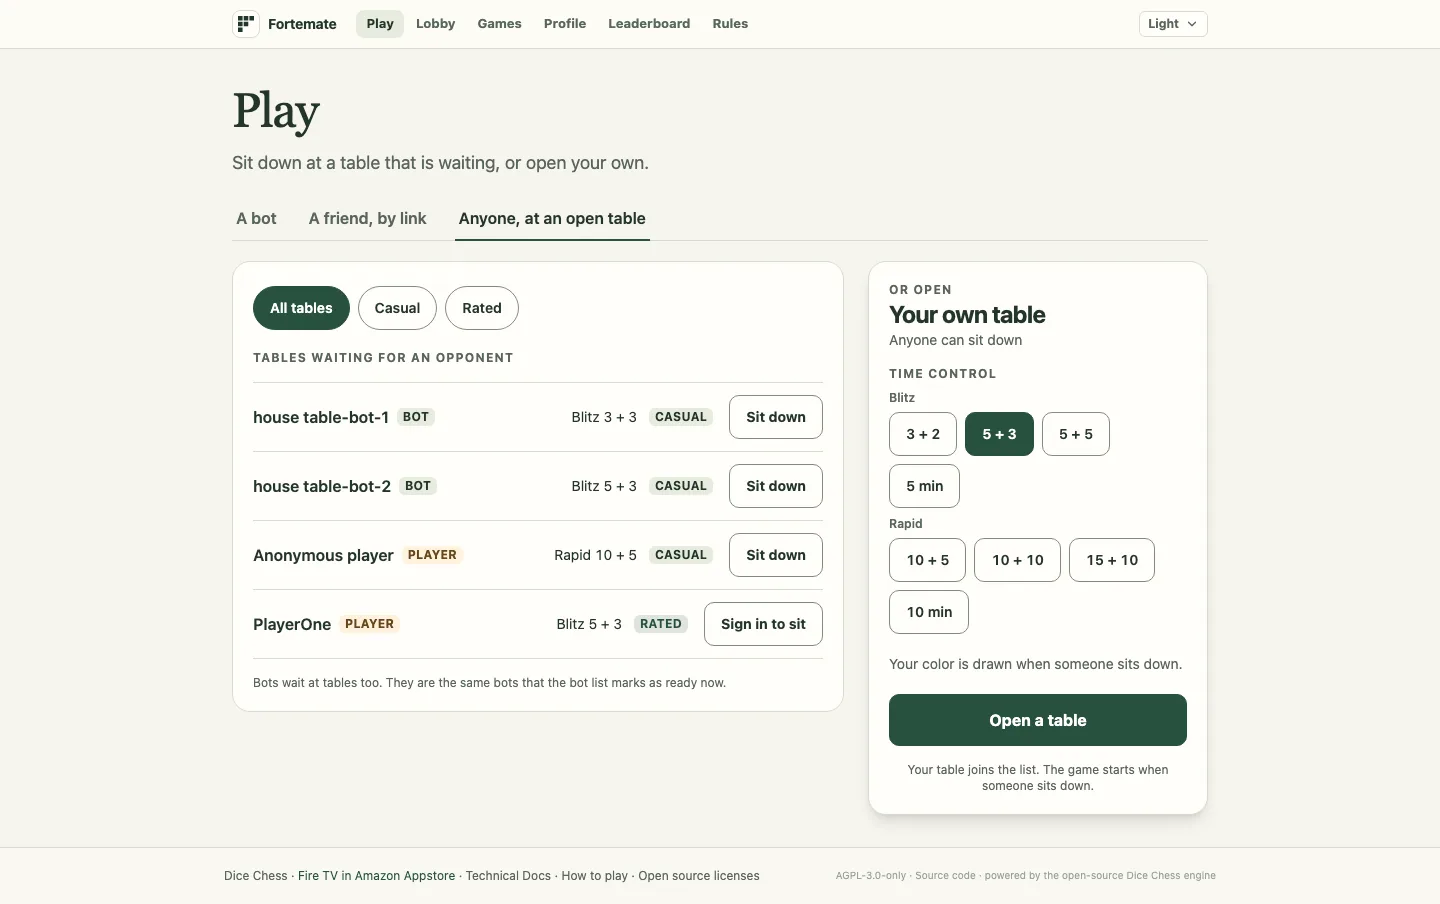 Fortemate Play Lobby Games Profile Leaderboard Rules Light
Play
Sit down at a table that is waiting, or open your own.
A bot A friend, by link Anyone, at an open table
All tables Casual Rated
TABLES WAITING FOR AN OPPONENT
house table-bot-1 BOT Blitz 3 + 3 CASUAL Sit down
house table-bot-2 BOT Blitz 5 + 3 CASUAL Sit down
Anonymous player PLAYER Rapid 10 + 5 CASUAL Sit down
PlayerOne PLAYER Blitz 5 + 3 RATED Sign in to sit
Bots wait at tables too. They are the same bots that the bot list marks as ready now.
OR OPEN
Your own table
Anyone can sit down
TIME CONTROL
Blitz
3 + 2 5 + 3 5 + 5
5 min
Rapid
10 + 5 10 + 10 15 + 10
10 min
Your color is drawn when someone sits down.
Open a table
Your table joins the list. The game starts when
someone sits down.
Dice Chess · Fire TV in Amazon Appstore · Technical Docs · How to play · Open source licenses
AGPL-3.0-only · Source code · powered by the open-source Dice Chess engine